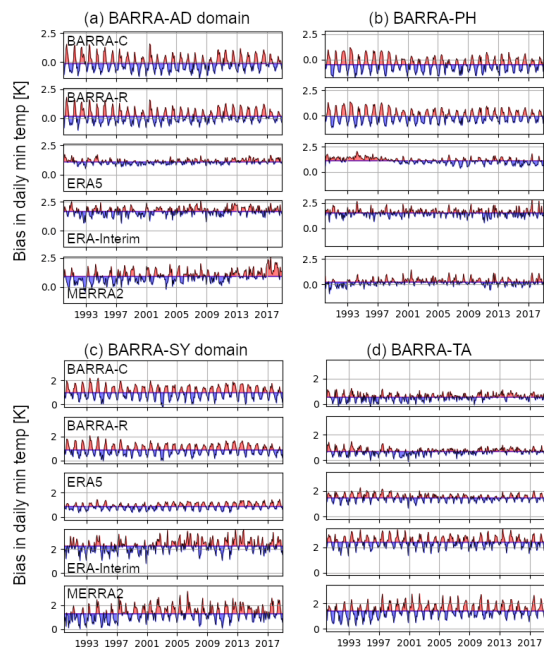 (a) BARRA-AD domain
(b) BARRA-PH
Bias in daily min temp [K]
2.5
0.0
BARRA-C
2.5
0.0
2.5
0.0
BARRA-R
2.5
0.0
2.5
0.0
ERA5
2.5
0.0
2.5
0.0
ERA-Interim
2.5
0.0
2.5
0.0
MERRA2
2.5
0.0
1993 1997 2001 2005 2009 2013 2017
1993 1997 2001 2005 2009 2013 2017
(c) BARRA-SY domain
(d) BARRA-TA
Bias in daily min temp [K]
BARRA-C
2
0
2
0
BARRA-R
2
0
2
0
ERA5
2
0
2
0
2
0
ERA-Interim
2
0
MERRA2
2
0
2
0
1993 1997 2001 2005 2009 2013 2017
1993 1997 2001 2005 2009 2013 2017